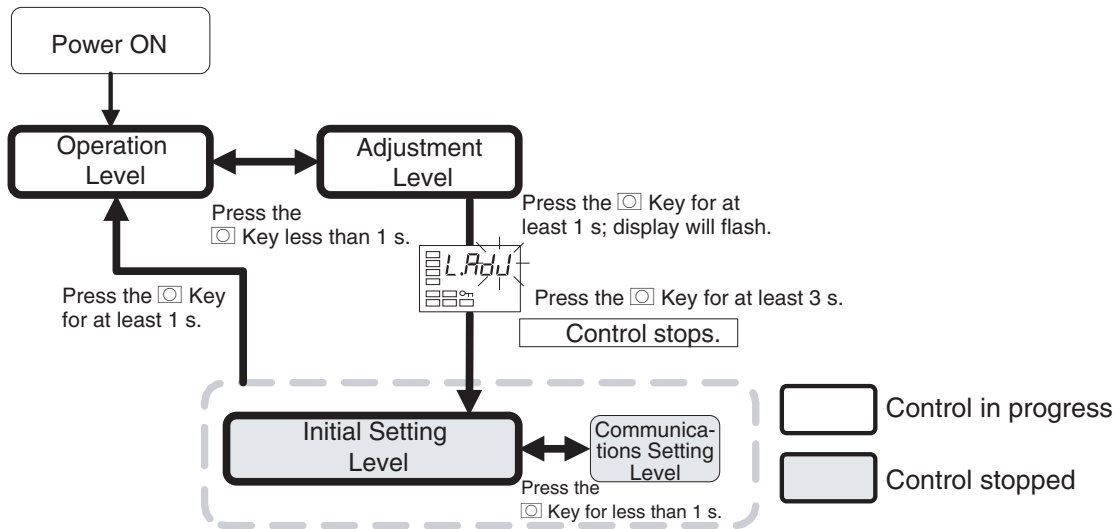 Power ON
Operation
Level
Adjustment
Level
Press the
Key less than 1 s.
Press the Key for at
least 1 s; display will flash.
L.AdJ
Press the Key for at least 3 s.
Control stops.
Press the Key
for at least 1 s.
Initial Setting
Level
Communica-
tions Setting
Level
Press the
Key for less than 1 s.
Control in progress
Control stopped